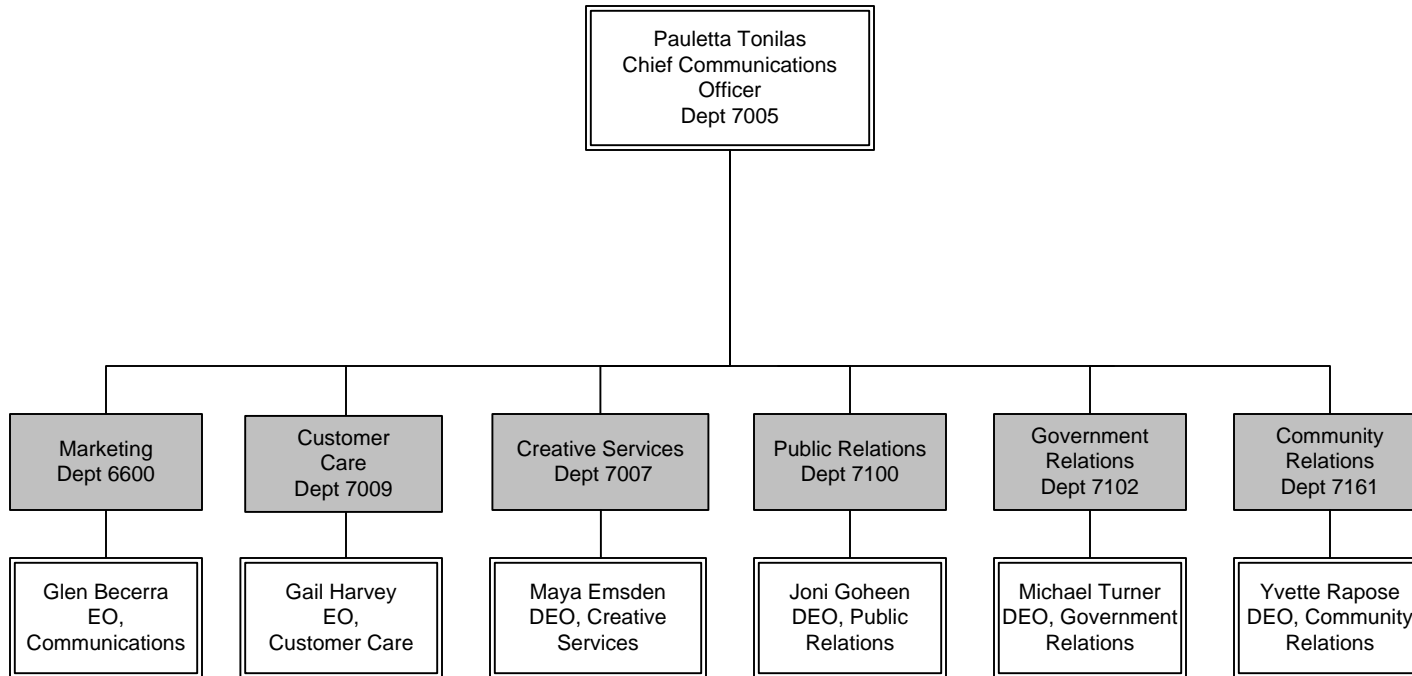 Pauletta Tonilas
Chief Communications
Officer
Dept 7005
Marketing
Dept 6600
Customer
Care
Dept 7009
Creative Services
Dept 7007
Public Relations
Dept 7100
Government
Relations
Dept 7102
Community
Relations
Dept 7161
Glen Becerra
EO,
Communications
Gail Harvey
EO,
Customer Care
Maya Emsden
DEO, Creative
Services
Joni Goheen
DEO, Public
Relations
Michael Turner
DEO, Government
Relations
Yvette Rapose
DEO, Community
Relations